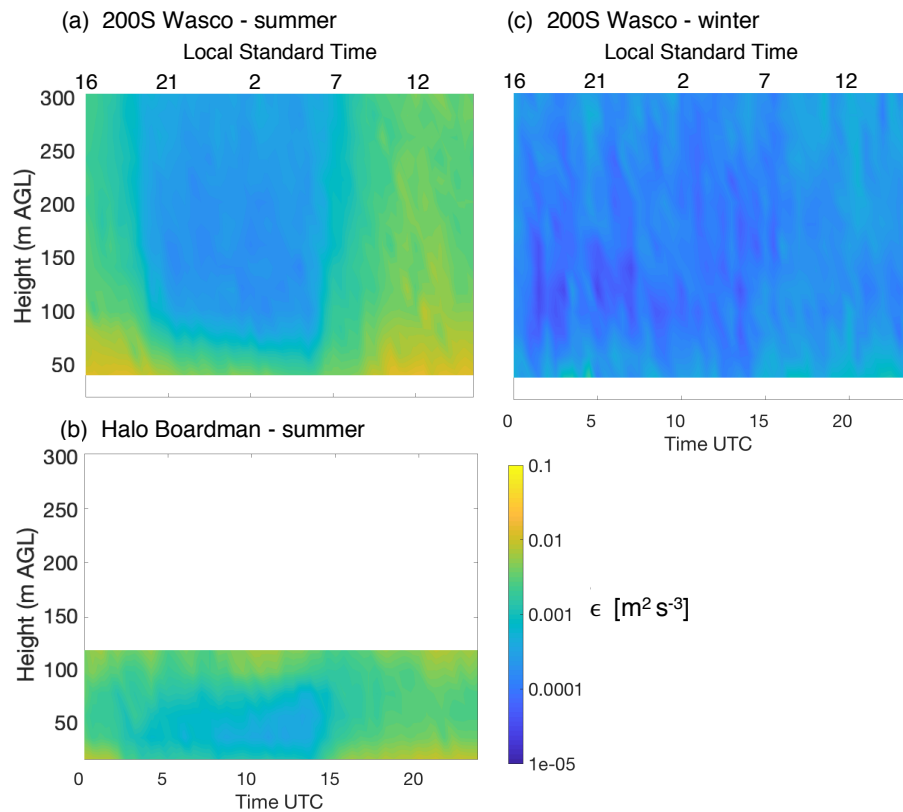 (a) 200S Wasco - summer
Local Standard Time
16 21 2 7 12
300
250
200
150
100
50
Height (m AGL)
(c) 200S Wasco - winter
Local Standard Time
16 21 2 7 12
0 5 10 15 20
Time UTC
(b) Halo Boardman - summer
300
250
200
150
100
50
Height (m AGL)
0 5 10 15 20
Time UTC
0.1
0.01
0.001
0.0001
1e-05
ϵ [m² s⁻³]